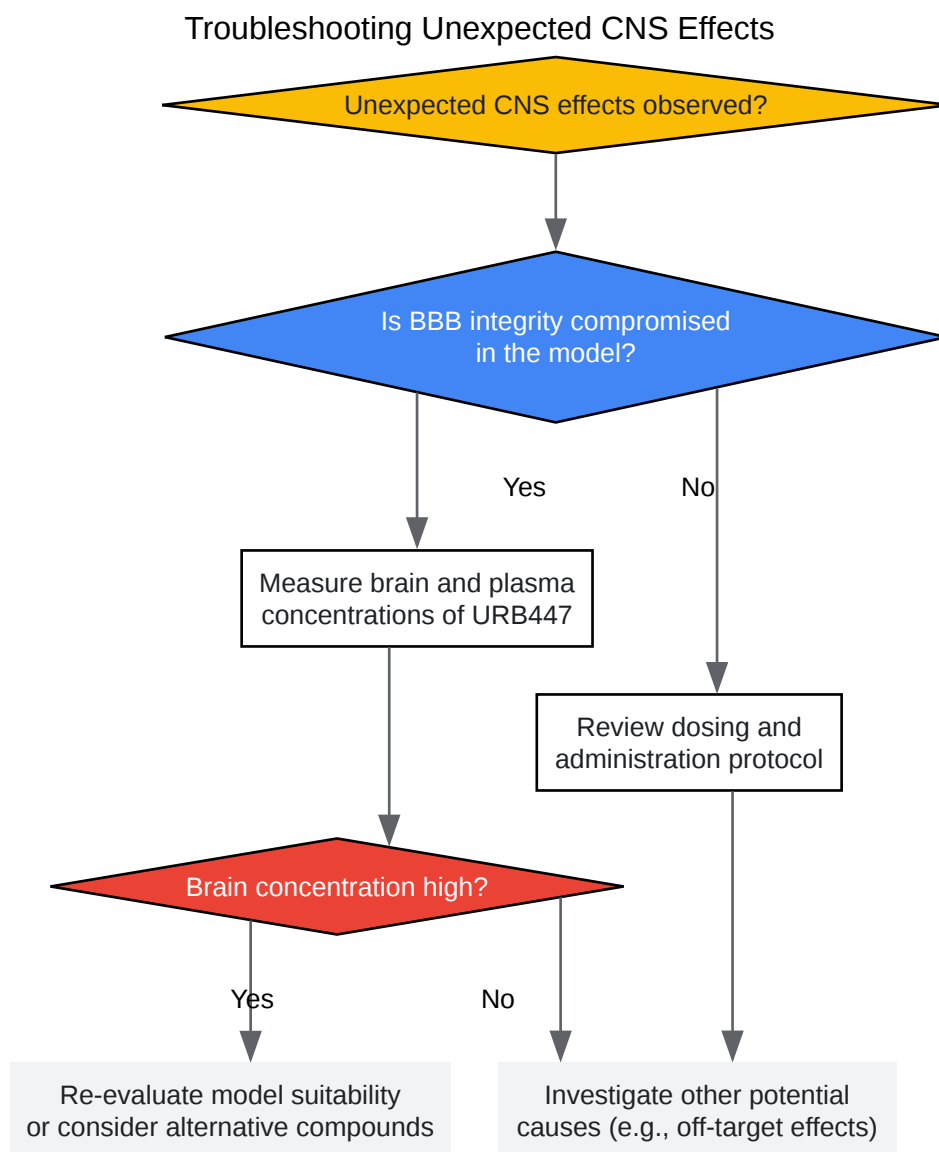 Troubleshooting Unexpected CNS Effects
Unexpected CNS effects observed?
Is BBB integrity compromised
in the model?
Yes
No
Measure brain and plasma
concentrations of URB447
Review dosing and
administration protocol
Brain concentration high?
Yes
No
Re-evaluate model suitability
or consider alternative compounds
Investigate other potential
causes (e.g., off-target effects)